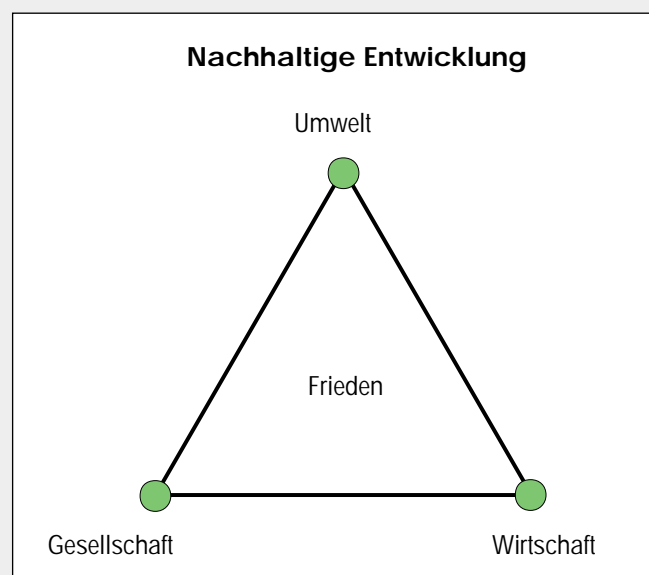 Nachhaltige Entwicklung
Umwelt
Frieden
Gesellschaft
Wirtschaft